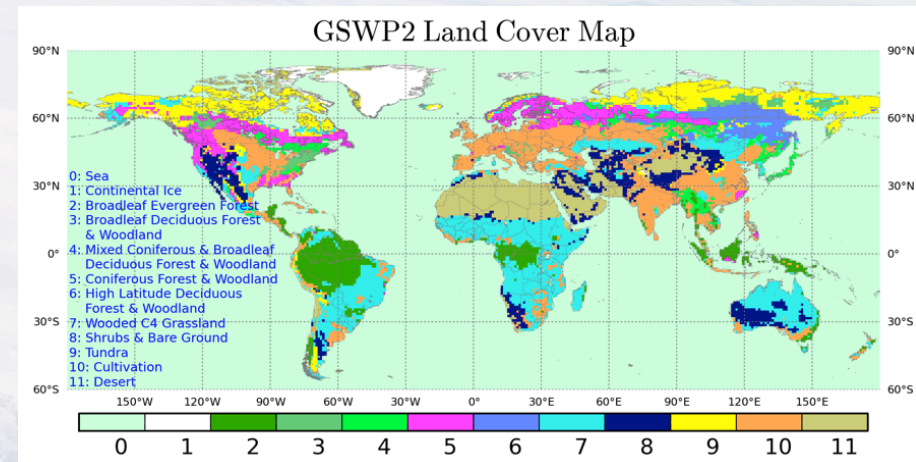 GSWP2 Land Cover Map
90°N
90°N
60°N
60°N
30°N
30°N
0°
0°
30°S
30°S
60°S
60°S
0: Sea
1: Continental Ice
2: Broadleaf Evergreen Forest
3: Broadleaf Deciduous Forest
& Woodland
4: Mixed Coniferous & Broadleaf
Deciduous Forest & Woodland
5: Coniferous Forest & Woodland
6: High Latitude Deciduous
Forest & Woodland
7: Wooded C4 Grassland
8: Shrubs & Bare Ground
9: Tundra
10: Cultivation
11: Desert
150°W 120°W 90°W 60°W 30°W 0° 30°E 60°E 90°E 120°E 150°E
0 1 2 3 4 5 6 7 8 9 10 11